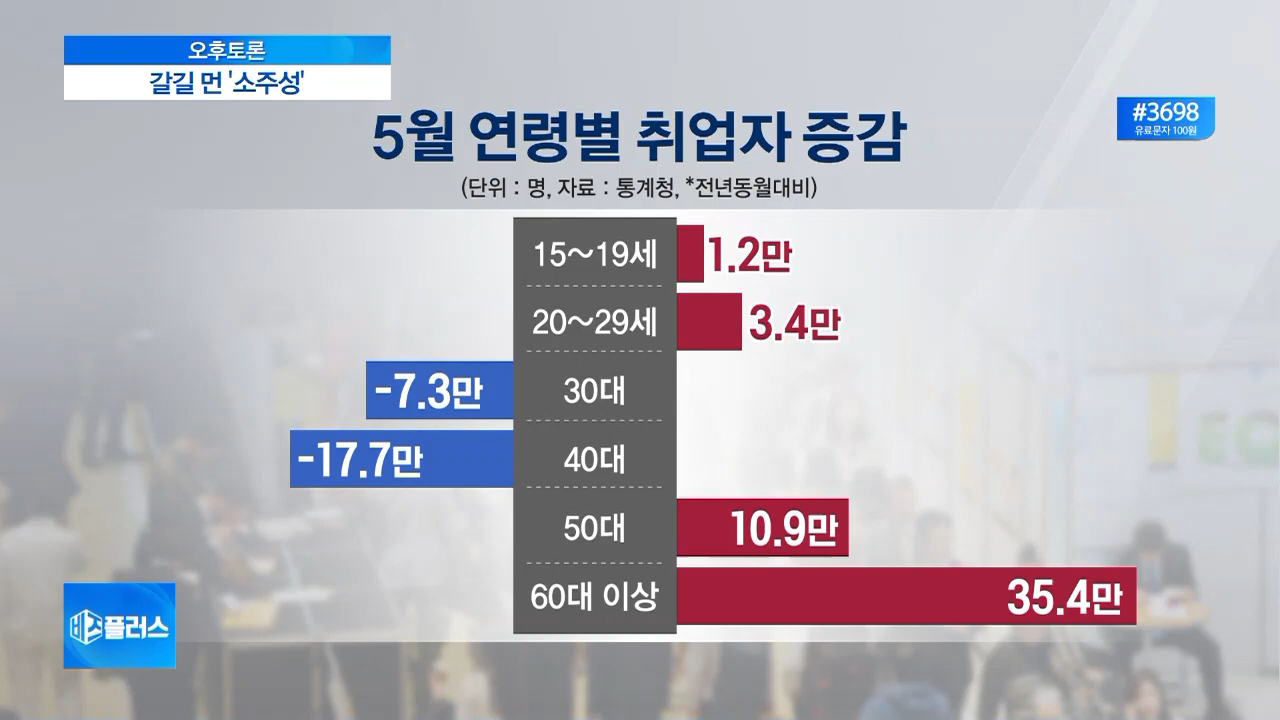 오후토론
갈길 먼 '소주성'
#3698
유료문자 100원
5월 연령별 취업자 증감
(단위 : 명, 자료 : 통계청, *전년동월대비)
15~19세 1.2만
20~29세 3.4만
-7.3만 30대
-17.7만 40대
50대 10.9만
60대 이상 35.4만
비즈플러스